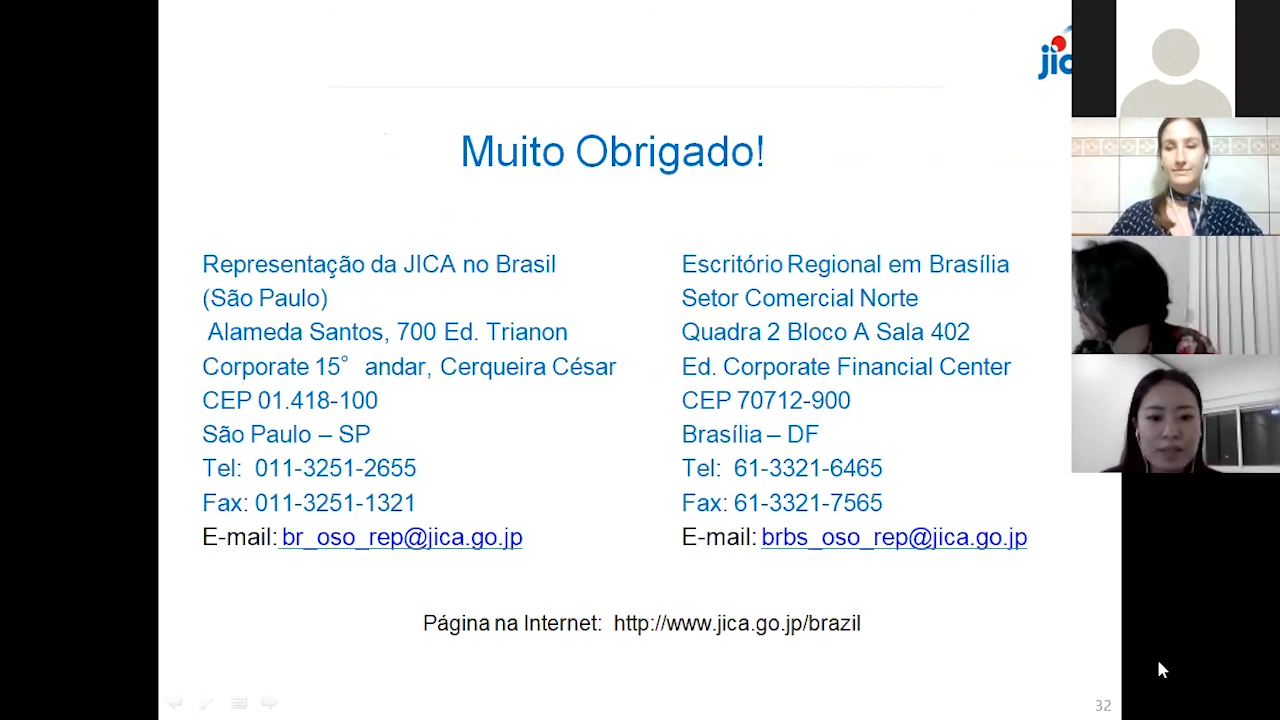 jica
Muito Obrigado!
Representação da JICA no Brasil
(São Paulo)
Alameda Santos, 700 Ed. Trianon
Corporate 15° andar, Cerqueira César
CEP 01.418-100
São Paulo – SP
Tel: 011-3251-2655
Fax: 011-3251-1321
E-mail: br_oso_rep@jica.go.jp
Escritório Regional em Brasília
Setor Comercial Norte
Quadra 2 Bloco A Sala 402
Ed. Corporate Financial Center
CEP 70712-900
Brasília – DF
Tel: 61-3321-6465
Fax: 61-3321-7565
E-mail: brbs_oso_rep@jica.go.jp
Página na Internet: http://www.jica.go.jp/brazil
32